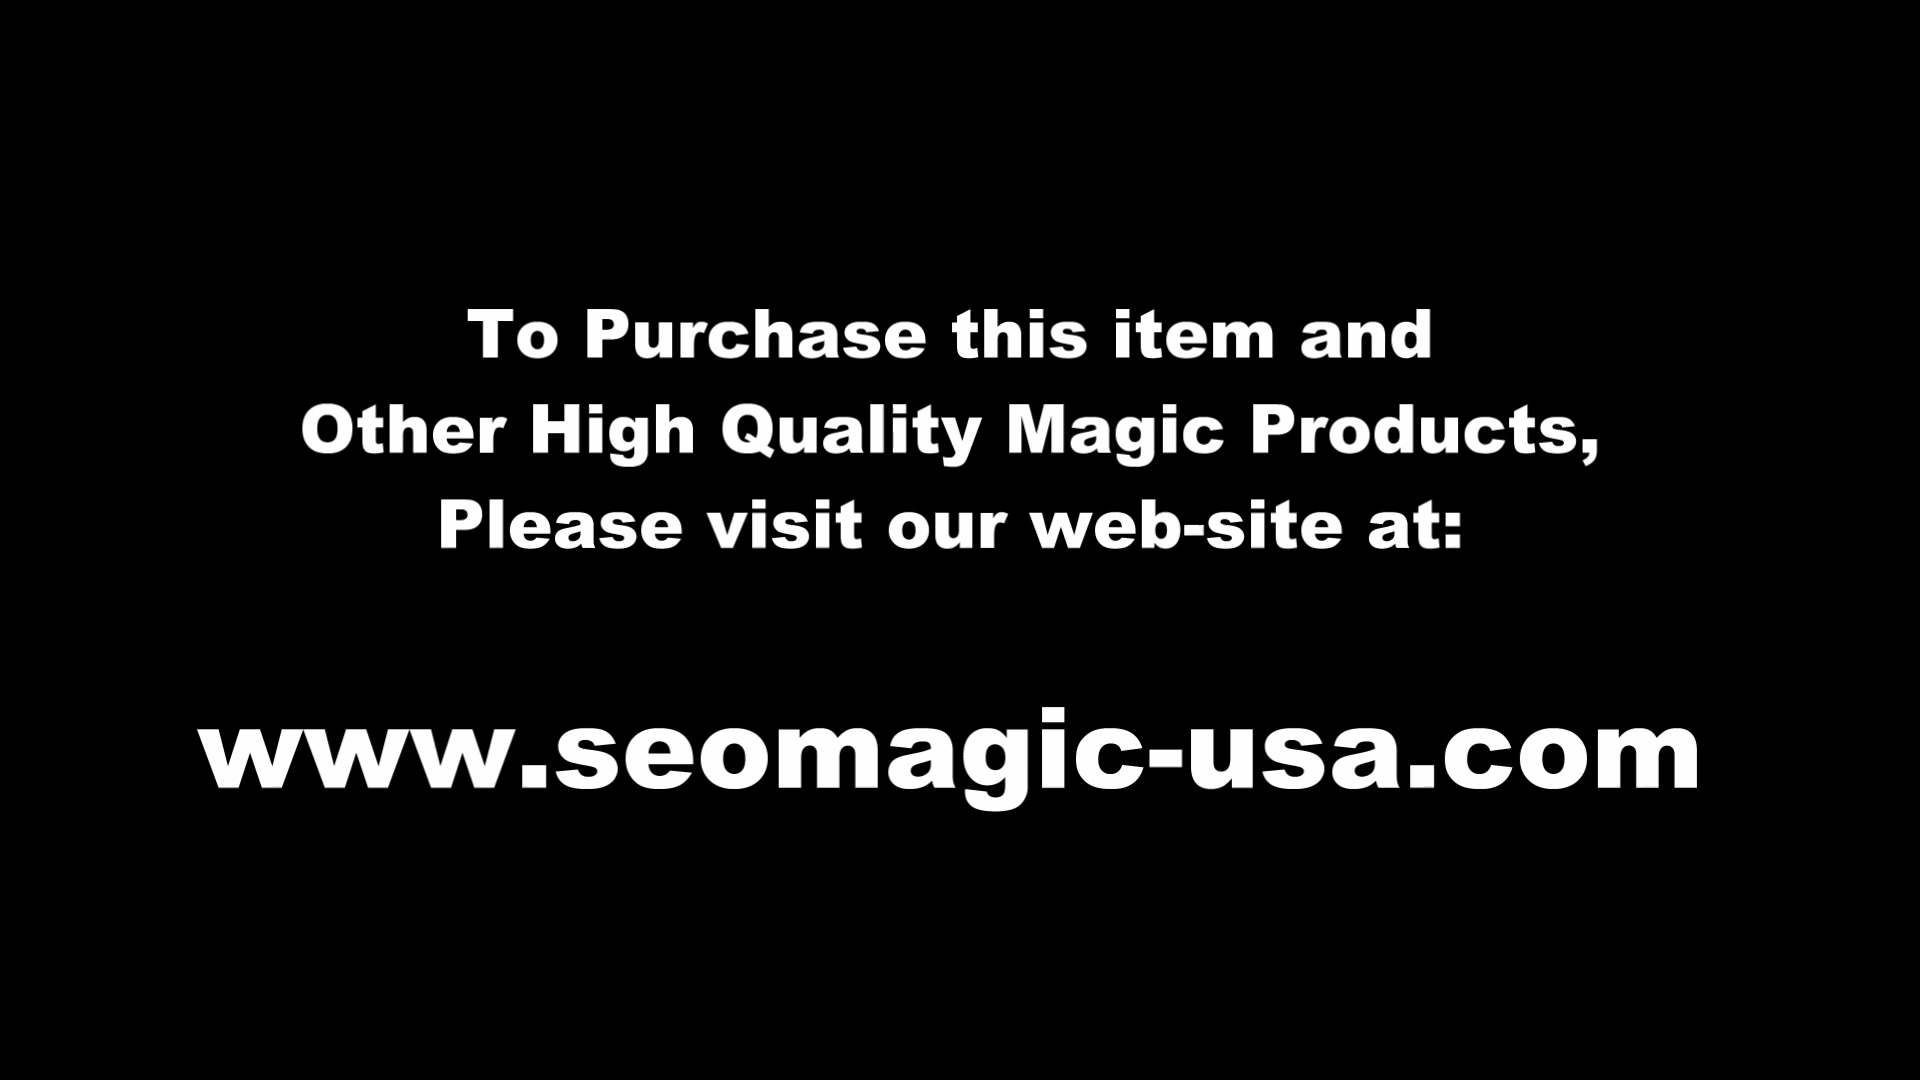 To Purchase this item and
Other High Quality Magic Products,
Please visit our web-site at:
www.seomagic-usa.com